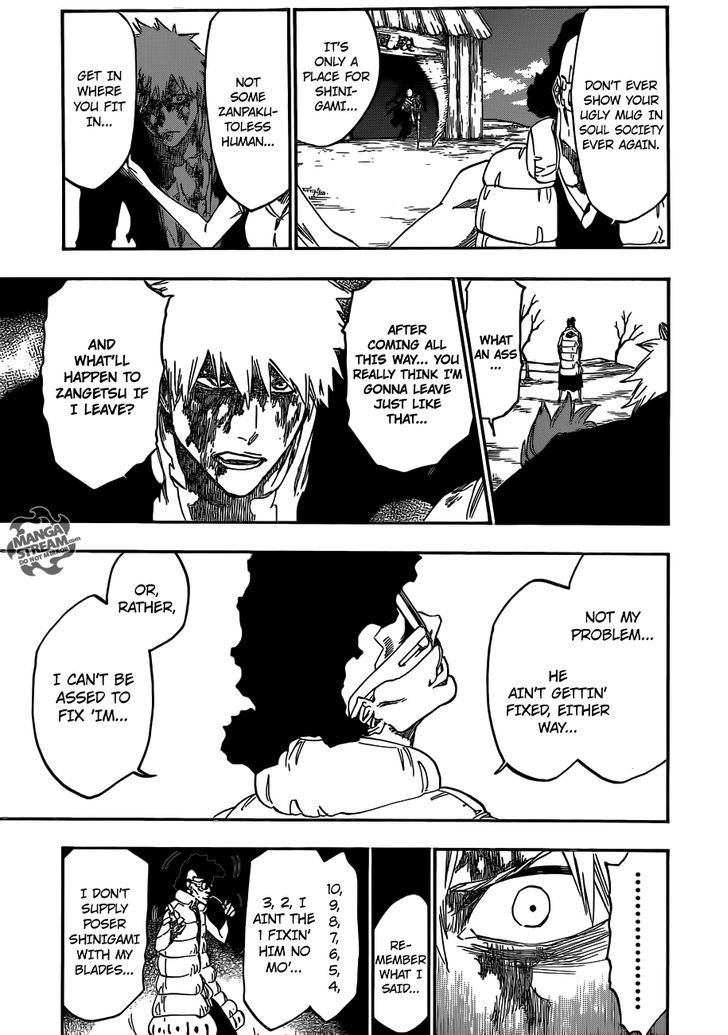 DON'T EVER
SHOW YOUR
UGLY MUG IN
SOUL SOCIETY
EVER AGAIN.
IT'S
ONLY
A PLACE
FOR
SHINI-
GAMI...
NOT
SOME
ZANPAKU-
TOLESS
HUMAN...
GET IN
WHERE
YOU FIT
IN...
WHAT
AN ASS
...
AFTER
COMING ALL
THIS WAY... YOU
REALLY THINK I'M
GONNA LEAVE
JUST LIKE
THAT...
AND
WHAT'LL
HAPPEN TO
ZANGETSU IF
I LEAVE?
MANGA
STREAM.com
DO NOT MIRROR
NOT MY
PROBLEM...
HE
AIN'T GETTIN'
FIXED, EITHER
WAY...
OR,
RATHER,
I CAN'T BE
ASSED TO
FIX 'IM...
.........
RE-
MEMBER
WHAT I
SAID...
10,
9,
8,
7,
6,
5,
4,
3, 2, I
AINT THE
1 FIXIN'
HIM NO
MO'...
I DON'T
SUPPLY
POSER
SHINIGAMI
WITH MY
BLADES...